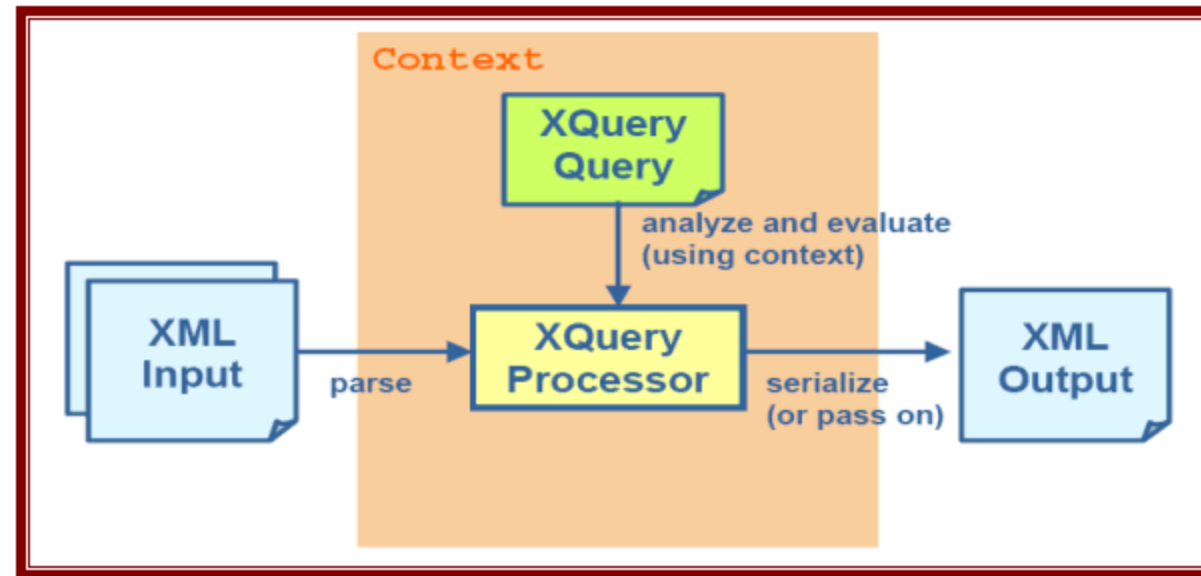 Context
XQuery
Query
analyze and evaluate
(using context)
XML
Input
parse
XQuery
Processor
serialize
(or pass on)
XML
Output